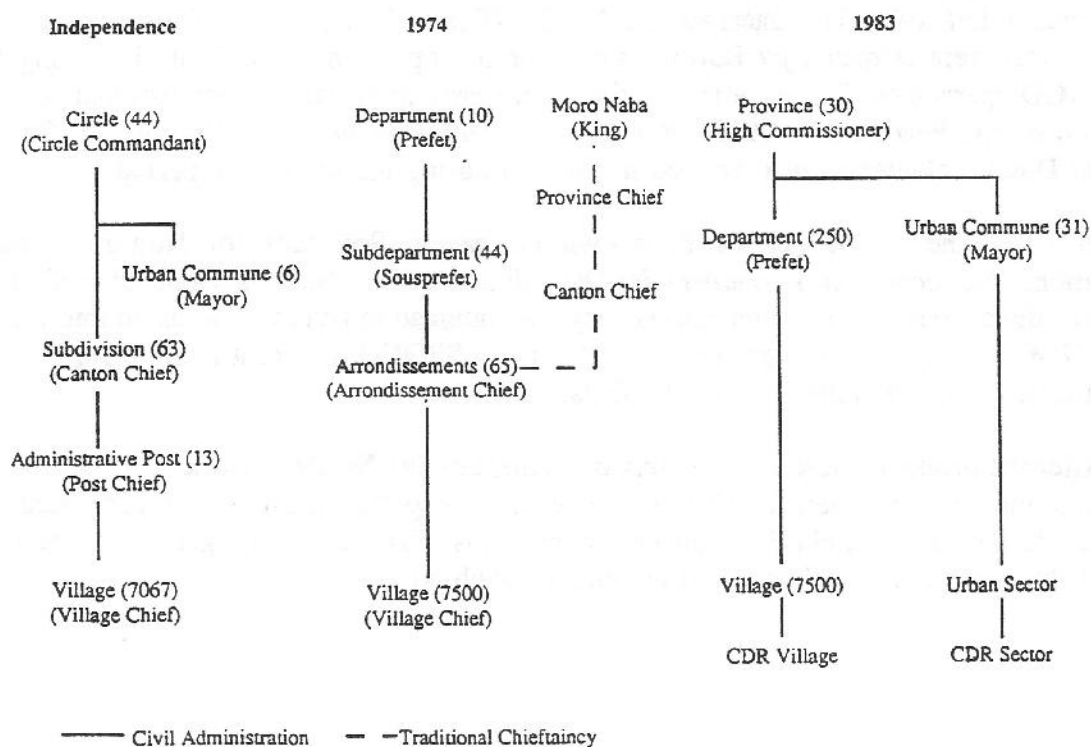 Independence
1974
1983
Circle (44)
(Circle Commandant)
Urban Commune (6)
(Mayor)
Subdivision (63)
(Canton Chief)
Administrative Post (13)
(Post Chief)
Village (7067)
(Village Chief)
Department (10)
(Prefet)
Subdepartment (44)
(Sousprefet)
Arrondissements (65)
(Arrondissement Chief)
Village (7500)
(Village Chief)
Moro Naba
(King)
Province Chief
Canton Chief
Province (30)
(High Commissioner)
Department (250)
(Prefet)
Village (7500)
CDR Village
Urban Commune (31)
(Mayor)
Urban Sector
CDR Sector
Civil Administration
Traditional Chieftaincy